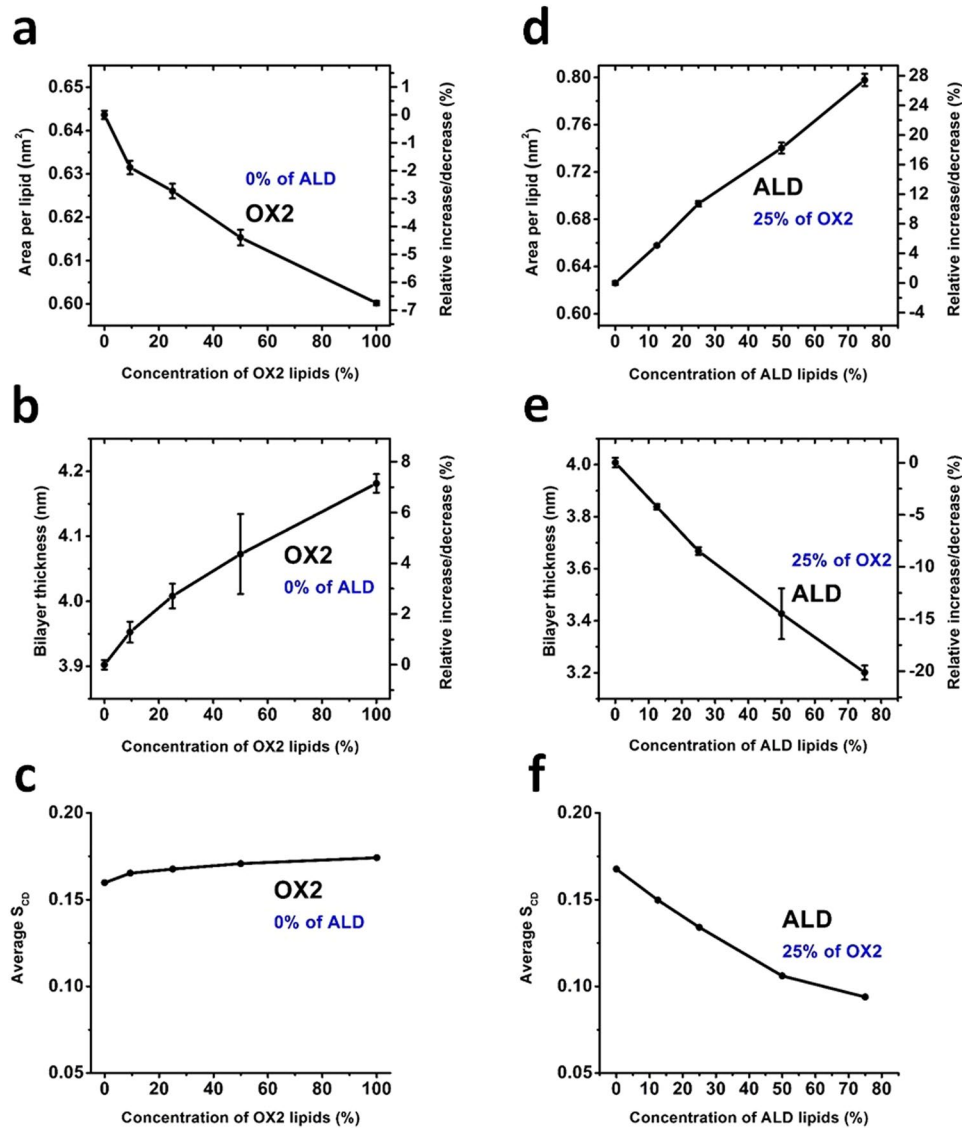 a
0.65
0.64
0.63
0.62
0.61
0.60
Area per lipid (nm²)
1
0
-1
-2
-3
-4
-5
-6
-7
Relative increase/decrease (%)
0% of ALD
OX2
0 20 40 60 80 100
Concentration of OX2 lipids (%)
d
0.80
0.76
0.72
0.68
0.64
0.60
Area per lipid (nm²)
28
24
20
16
12
8
4
0
-4
Relative increase/decrease (%)
ALD
25% of OX2
0 10 20 30 40 50 60 70 80
Concentration of ALD lipids (%)
b
4.2
4.1
4.0
3.9
Bilayer thickness (nm)
8
6
4
2
0
Relative increase/decrease (%)
OX2
0% of ALD
0 20 40 60 80 100
Concentration of OX2 lipids (%)
e
4.0
3.8
3.6
3.4
3.2
Bilayer thickness (nm)
0
-5
-10
-15
-20
Relative increase/decrease (%)
25% of OX2
ALD
0 10 20 30 40 50 60 70 80
Concentration of ALD lipids (%)
c
0.20
0.15
0.10
0.05
Average S_CD
OX2
0% of ALD
0 20 40 60 80 100
Concentration of OX2 lipids (%)
f
0.20
0.15
0.10
0.05
Average S_CD
ALD
25% of OX2
0 10 20 30 40 50 60 70 80
Concentration of ALD lipids (%)